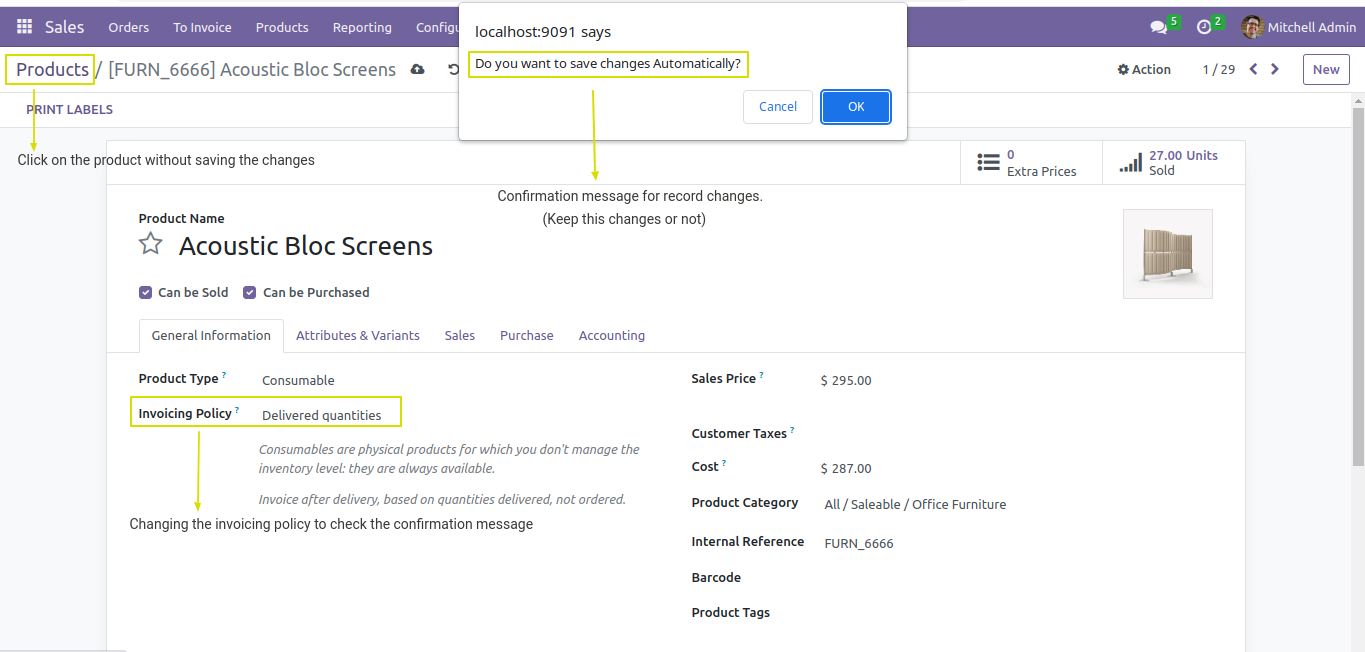 Sales Orders To Invoice Products Reporting Configu
5 2 Mitchell Admin
localhost:9091 says
Do you want to save changes Automatically?
Cancel OK
Products / [FURN_6666] Acoustic Bloc Screens
Action 1 / 29 New
PRINT LABELS
Click on the product without saving the changes
0
Extra Prices
27.00 Units
Sold
Confirmation message for record changes.
(Keep this changes or not)
Product Name
Acoustic Bloc Screens
Can be Sold Can be Purchased
General Information Attributes & Variants Sales Purchase Accounting
Product Type ? Consumable
Invoicing Policy ? Delivered quantities
Consumables are physical products for which you don't manage the
inventory level: they are always available.
Invoice after delivery, based on quantities delivered, not ordered.
Changing the invoicing policy to check the confirmation message
Sales Price ? $ 295.00
Customer Taxes ?
Cost ? $ 287.00
Product Category All / Saleable / Office Furniture
Internal Reference FURN_6666
Barcode
Product Tags